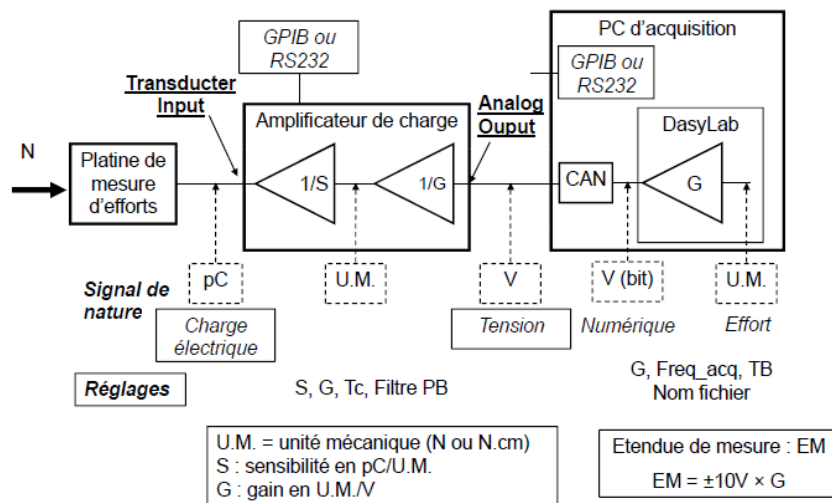 GPIB ou
RS232
PC d'acquisition
GPIB ou
RS232
Transducter
Input
Analog
Ouput
Amplificateur de charge
DasyLab
N
Platine de
mesure
d'efforts
1/S
1/G
CAN
G
Signal de
nature
pC
U.M.
V
V (bit)
U.M.
Charge
électrique
Tension
Numérique
Effort
Réglages
S, G, Tc, Filtre PB
G, Freq_acq, TB
Nom fichier
U.M. = unité mécanique (N ou N.cm)
S : sensibilité en pC/U.M.
G : gain en U.M./V
Etendue de mesure : EM
EM = ±10V × G